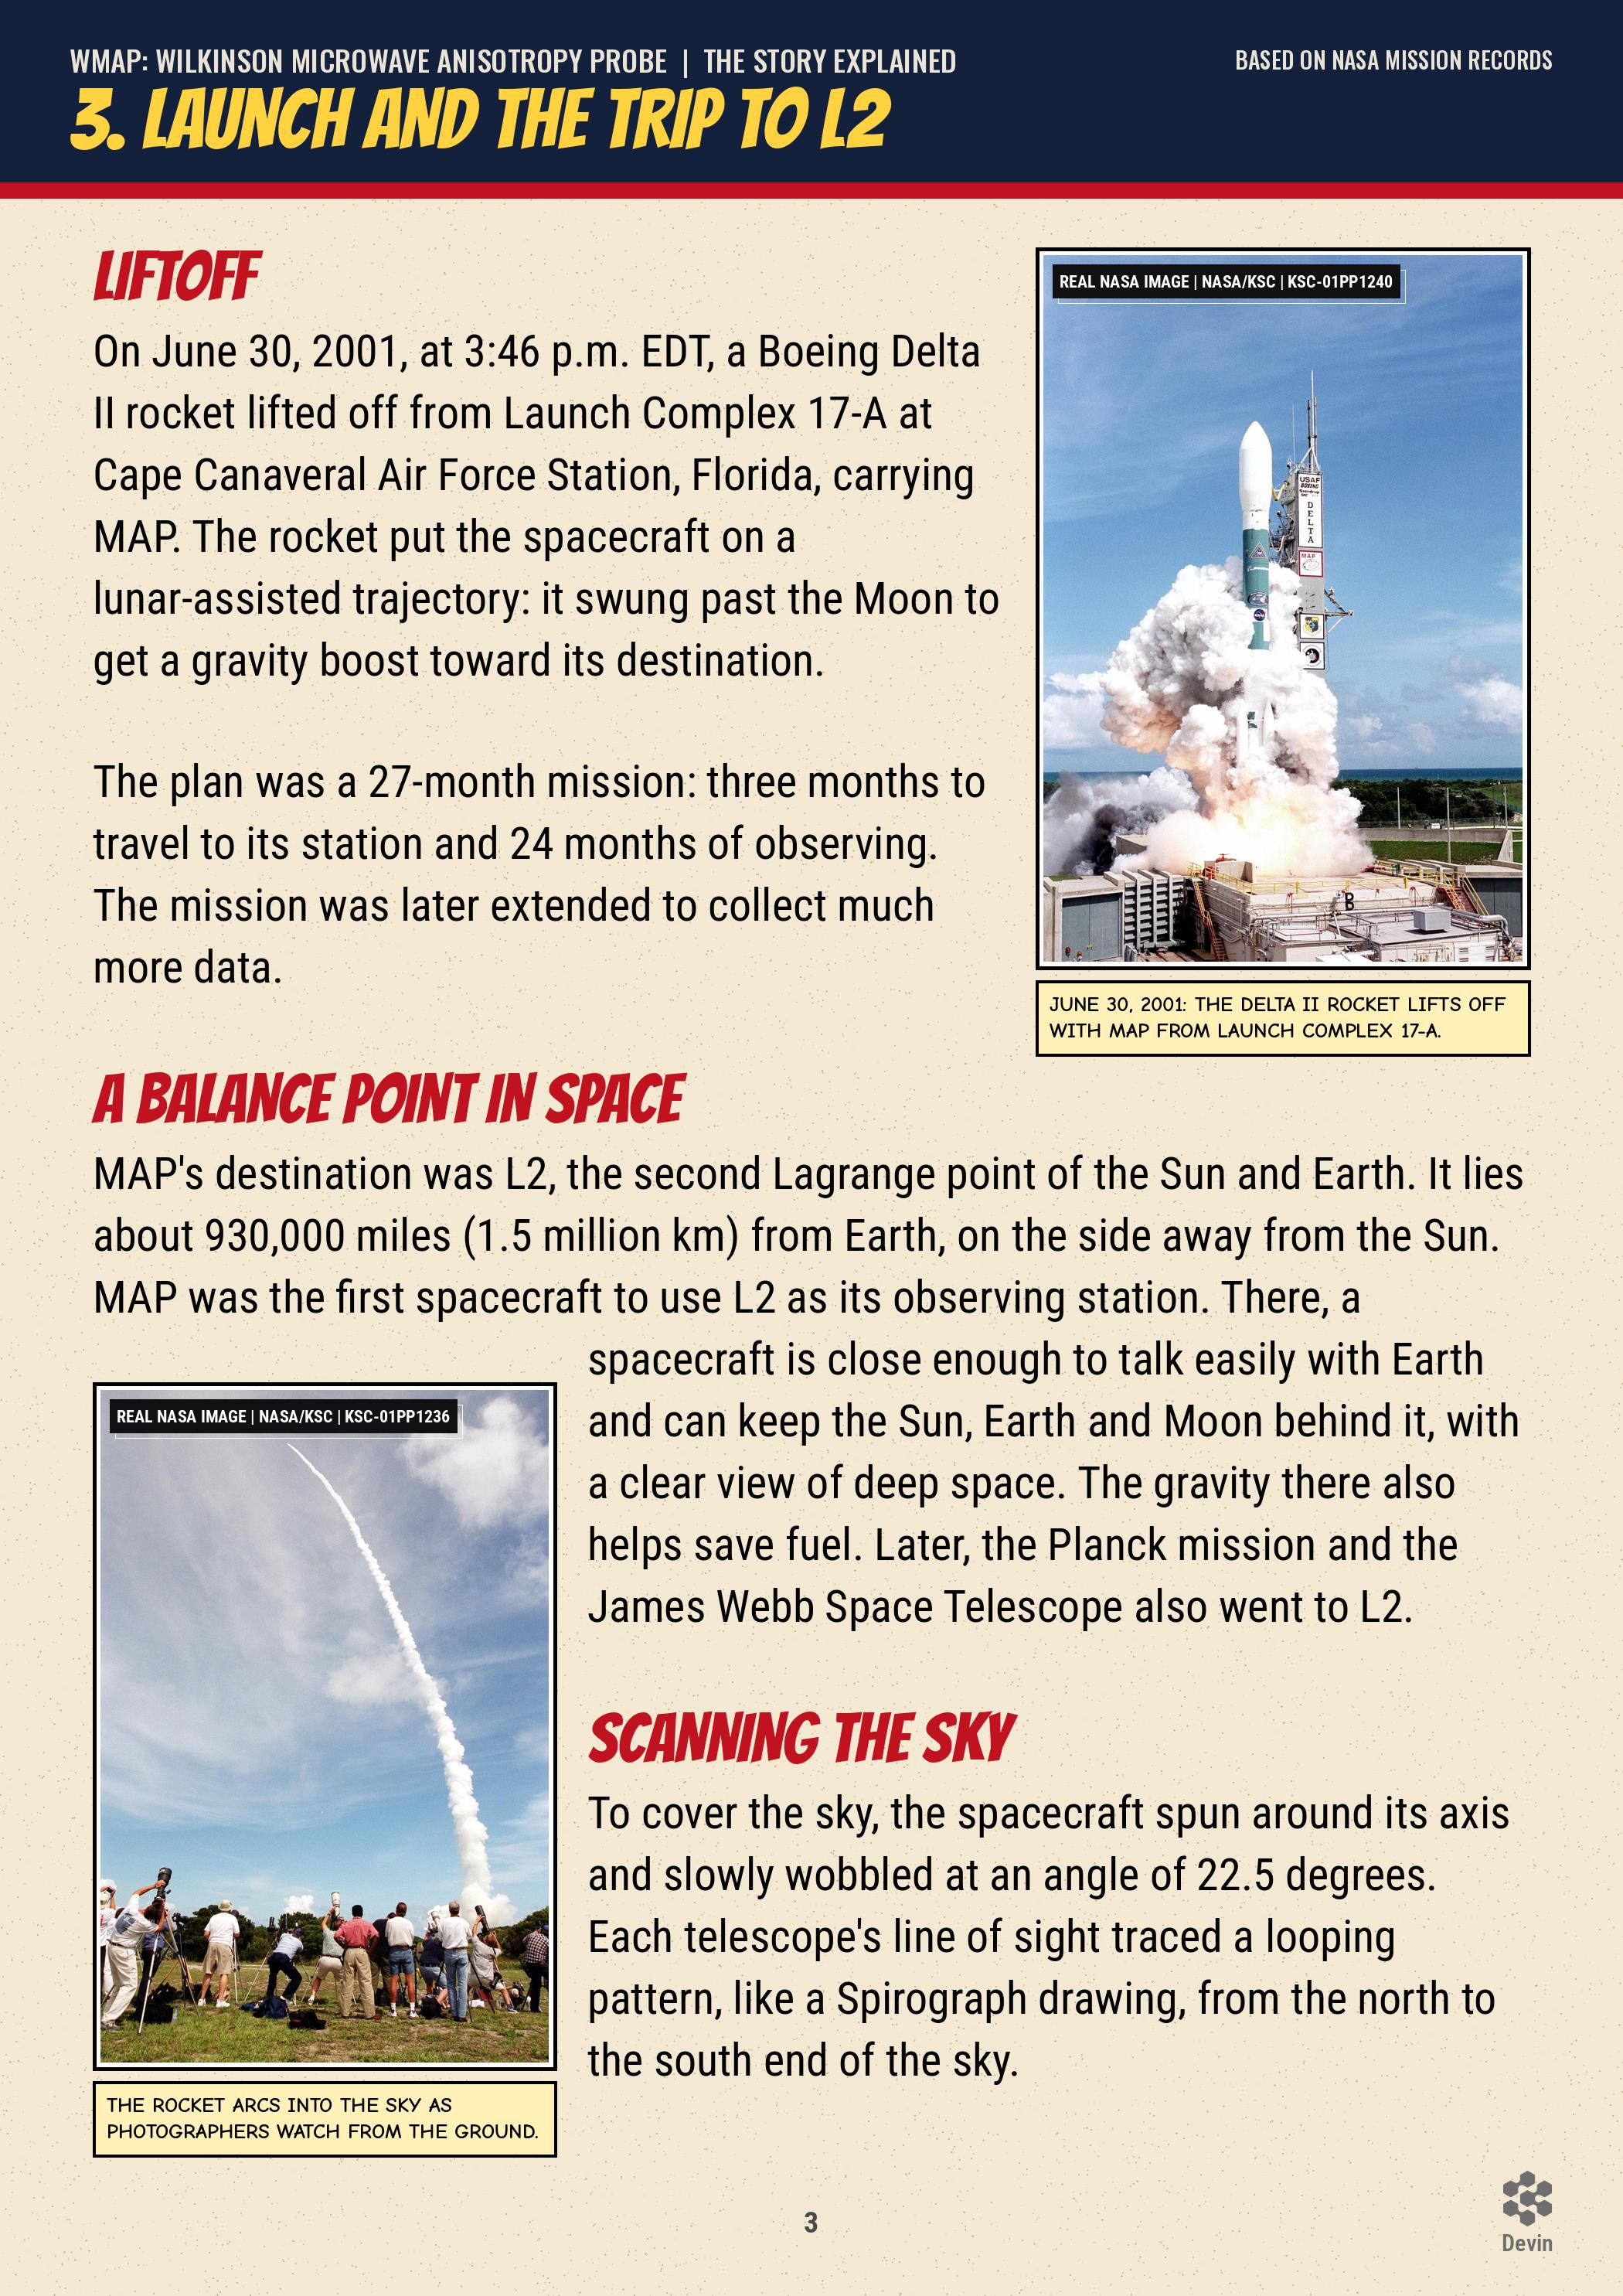 WMAP: WILKINSON MICROWAVE ANISOTROPY PROBE | THE STORY EXPLAINED
BASED ON NASA MISSION RECORDS
3. LAUNCH AND THE TRIP TO L2
LIFTOFF
On June 30, 2001, at 3:46 p.m. EDT, a Boeing Delta
II rocket lifted off from Launch Complex 17-A at
Cape Canaveral Air Force Station, Florida, carrying
MAP. The rocket put the spacecraft on a
lunar-assisted trajectory: it swung past the Moon to
get a gravity boost toward its destination.
The plan was a 27-month mission: three months to
travel to its station and 24 months of observing.
The mission was later extended to collect much
more data.
REAL NASA IMAGE | NASA/KSC | KSC-01PP1240
USAF
BOEING
DELTA
MAP
JUNE 30, 2001: THE DELTA II ROCKET LIFTS OFF
WITH MAP FROM LAUNCH COMPLEX 17-A.
A BALANCE POINT IN SPACE
MAP's destination was L2, the second Lagrange point of the Sun and Earth. It lies
about 930,000 miles (1.5 million km) from Earth, on the side away from the Sun.
MAP was the first spacecraft to use L2 as its observing station. There, a
spacecraft is close enough to talk easily with Earth
and can keep the Sun, Earth and Moon behind it, with
a clear view of deep space. The gravity there also
helps save fuel. Later, the Planck mission and the
James Webb Space Telescope also went to L2.
REAL NASA IMAGE | NASA/KSC | KSC-01PP1236
THE ROCKET ARCS INTO THE SKY AS
PHOTOGRAPHERS WATCH FROM THE GROUND.
SCANNING THE SKY
To cover the sky, the spacecraft spun around its axis
and slowly wobbled at an angle of 22.5 degrees.
Each telescope's line of sight traced a looping
pattern, like a Spirograph drawing, from the north to
the south end of the sky.
3
Devin